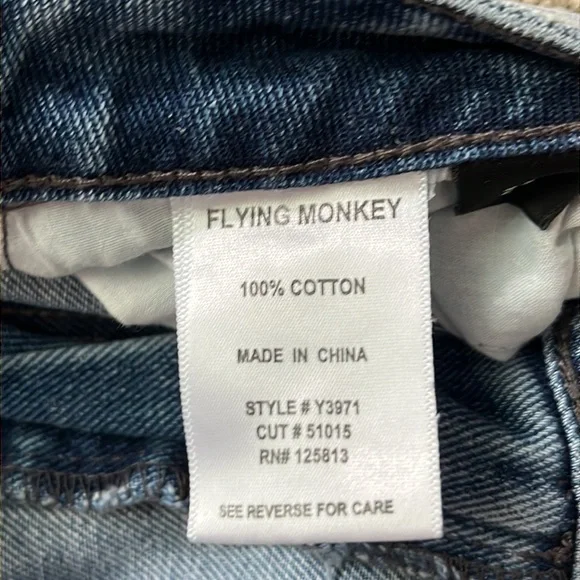 FLYING MONKEY
100% COTTON
MADE IN CHINA
STYLE # Y3971
CUT # 51015
RN# 125813
SEE REVERSE FOR CARE